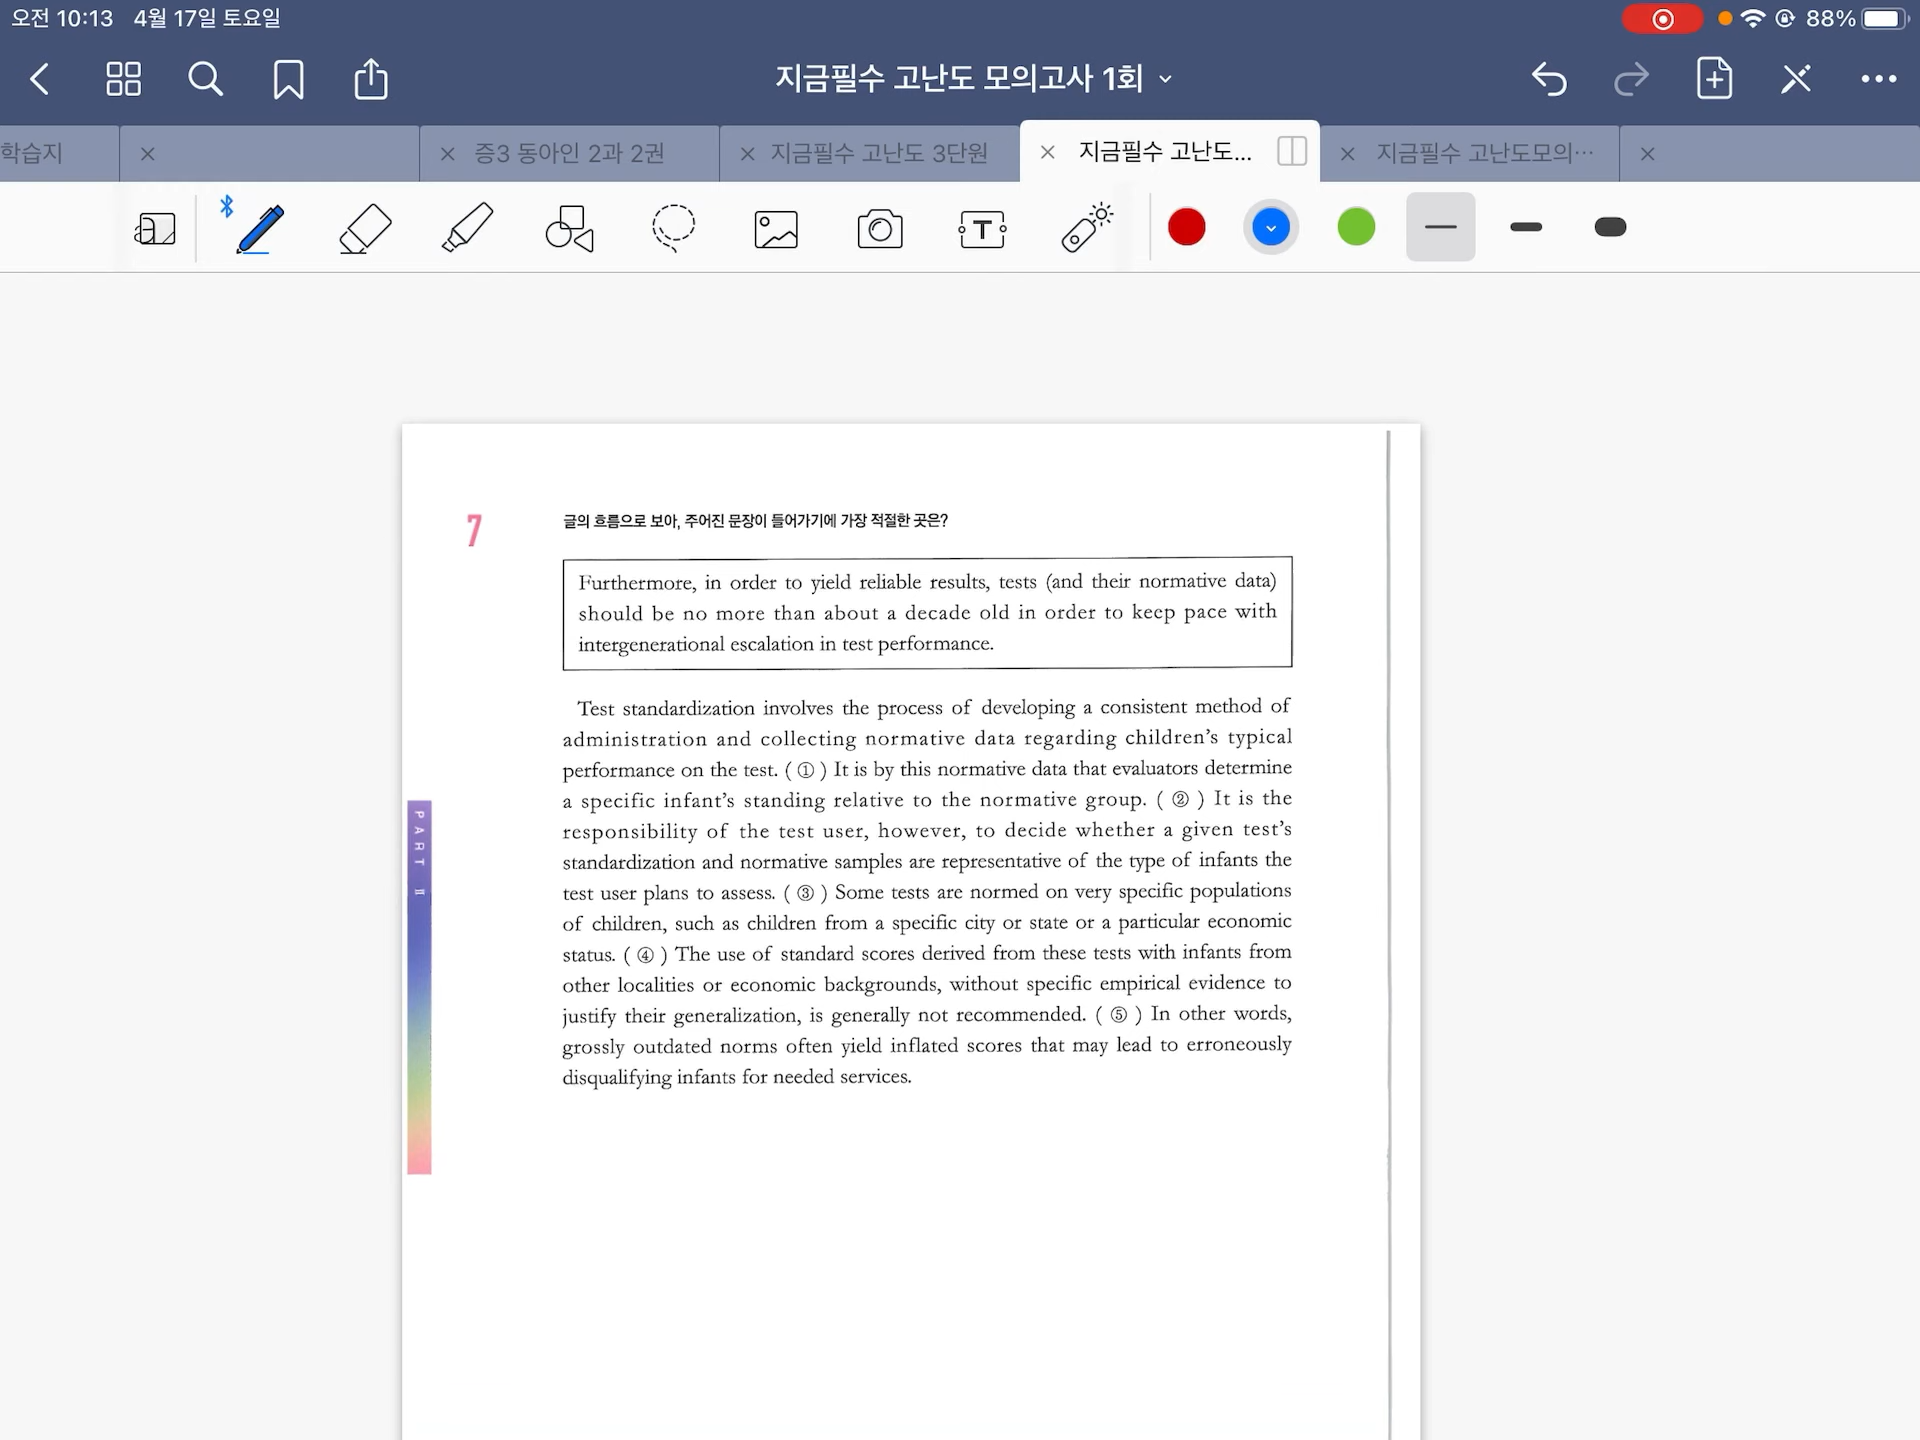 오전 10:13 4월 17일 토요일
88%
지금필수 고난도 모의고사 1회
학습지
중3 동아인 2과 2권
지금필수 고난도 3단원
지금필수 고난도...
지금필수 고난도모의...
7
글의 흐름으로 보아, 주어진 문장이 들어가기에 가장 적절한 곳은?
Furthermore, in order to yield reliable results, tests (and their normative data)
should be no more than about a decade old in order to keep pace with
intergenerational escalation in test performance.
Test standardization involves the process of developing a consistent method of
administration and collecting normative data regarding children's typical
performance on the test. ( ① ) It is by this normative data that evaluators determine
a specific infant's standing relative to the normative group. ( ② ) It is the
responsibility of the test user, however, to decide whether a given test's
standardization and normative samples are representative of the type of infants the
test user plans to assess. ( ③ ) Some tests are normed on very specific populations
of children, such as children from a specific city or state or a particular economic
status. ( ④ ) The use of standard scores derived from these tests with infants from
other localities or economic backgrounds, without specific empirical evidence to
justify their generalization, is generally not recommended. ( ⑤ ) In other words,
grossly outdated norms often yield inflated scores that may lead to erroneously
disqualifying infants for needed services.
PART Ⅱ